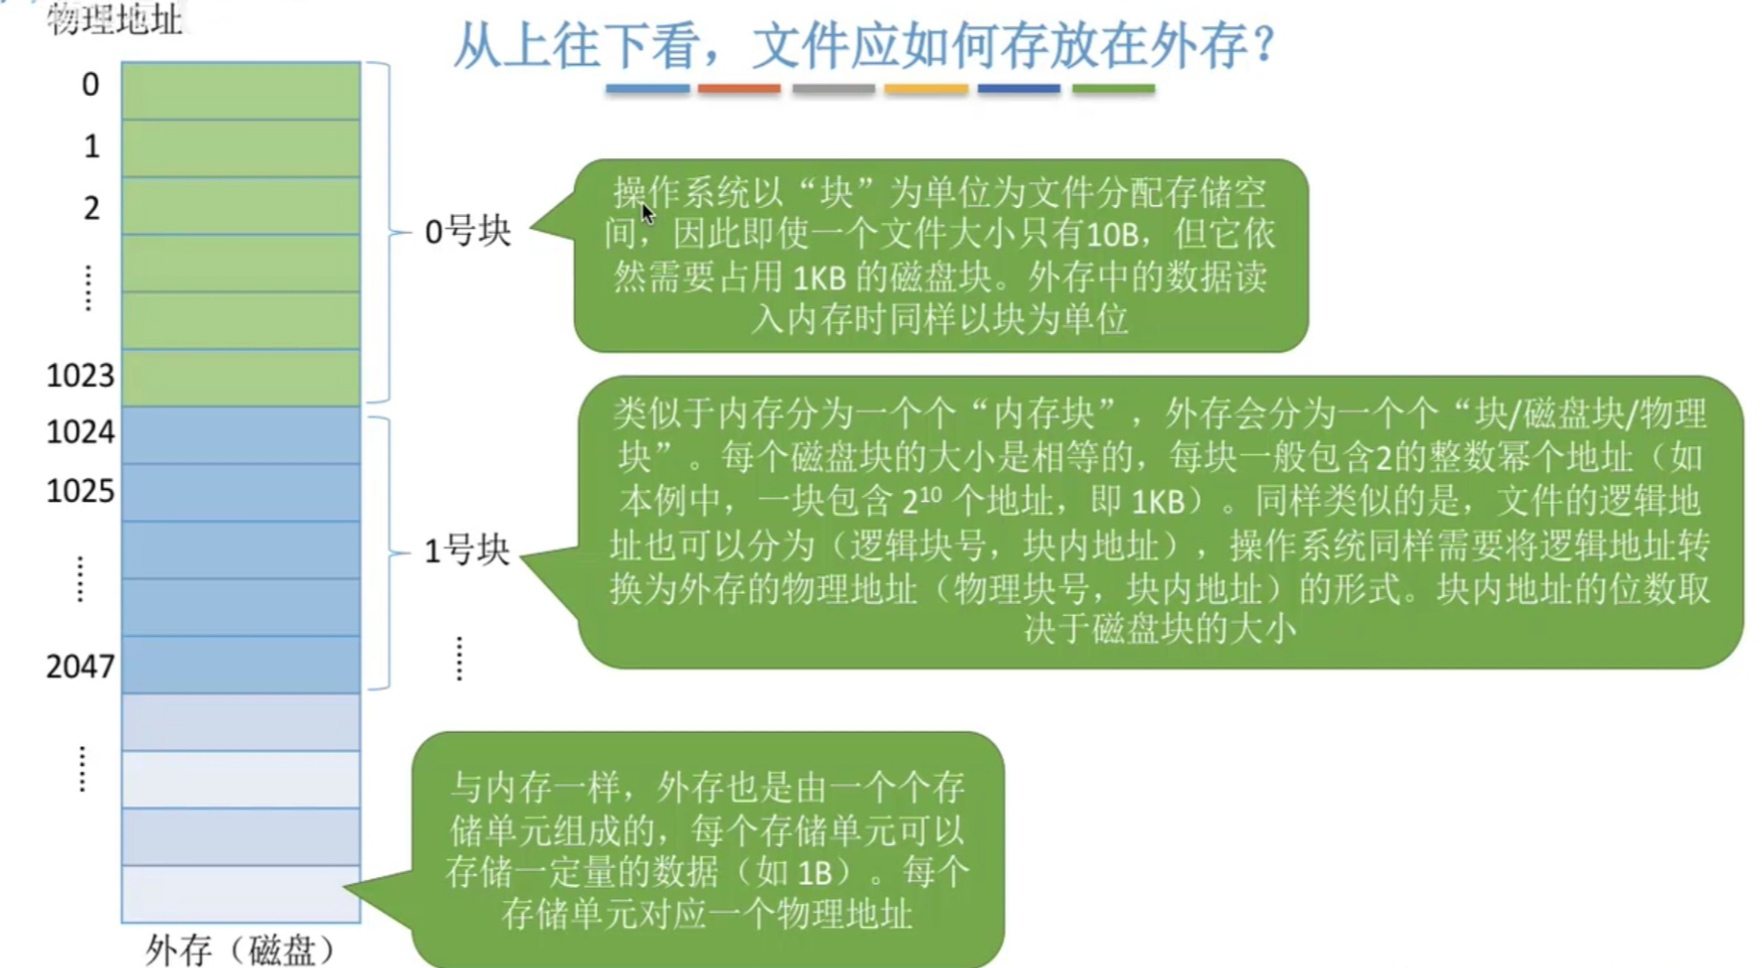 物理地址
从上往下看，文件应如何存放在外存？
0
1
2
……
1023
1024
1025
……
2047
……
外存（磁盘）
0号块
1号块
……
操作系统以“块”为单位为文件分配存储空
间，因此即使一个文件大小只有10B，但它依
然需要占用 1KB 的磁盘块。外存中的数据读
入内存时同样以块为单位
类似于内存分为一个个“内存块”，外存会分为一个个“块/磁盘块/物理
块”。每个磁盘块的大小是相等的，每块一般包含2的整数幂个地址（如
本例中，一块包含 2¹⁰ 个地址，即 1KB）。同样类似的是，文件的逻辑地
址也可以分为（逻辑块号，块内地址），操作系统同样需要将逻辑地址转
换为外存的物理地址（物理块号，块内地址）的形式。块内地址的位数取
决于磁盘块的大小
与内存一样，外存也是由一个个存
储单元组成的，每个存储单元可以
存储一定量的数据（如 1B）。每个
存储单元对应一个物理地址